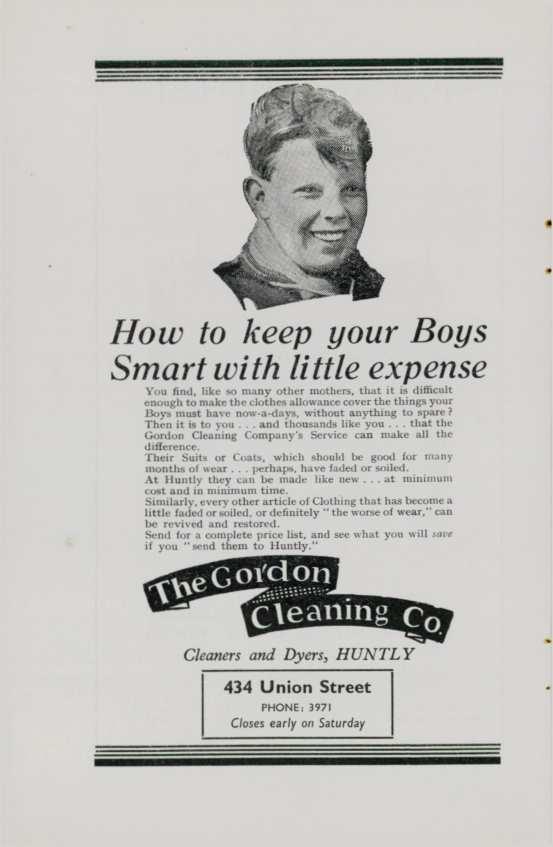 How to keep your Boys
Smart with little expense
You find, like so many other mothers, that it is difficult
enough to make the clothes allowance cover the things your
Boys must have now-a-days, without anything to spare ?
Then it is to you . . . and thousands like you . . . that the
Gordon Cleaning Company's Service can make all the
difference.
Their Suits or Coats, which should be good for many
months of wear . . . perhaps, have faded or soiled.
At Huntly they can be made like new . . . at minimum
cost and in minimum time.
Similarly, every other article of Clothing that has become a
little faded or soiled, or definitely " the worse of wear," can
be revived and restored.
Send for a complete price list, and see what you will save
if you " send them to Huntly."
The Gordon
Cleaning Co.
Cleaners and Dyers, HUNTLY
434 Union Street
PHONE: 3971
Closes early on Saturday